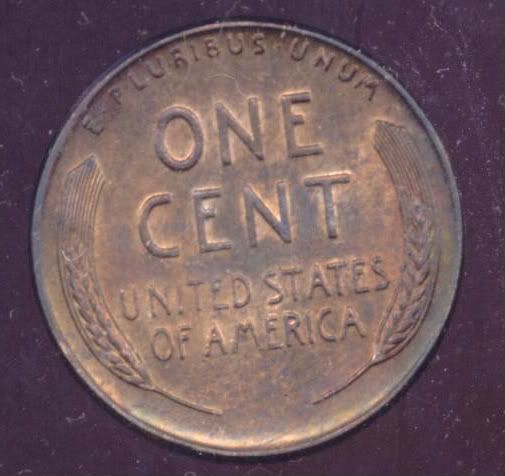 E·PLURIBUS·UNUM
ONE
CENT
UNITED STATES
OF AMERICA